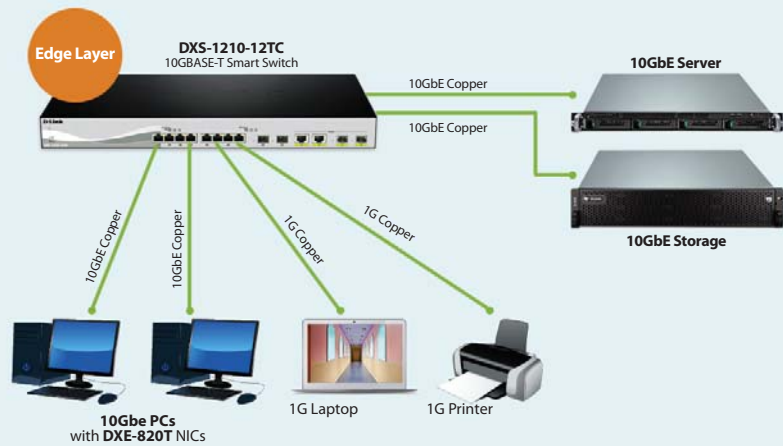 Edge Layer
DXS-1210-12TC
10GBASE-T Smart Switch
10GbE Copper
10GbE Server
10GbE Copper
D-Link
10GbE Storage
10GbE Copper
10GbE Copper
1G Copper
1G Copper
1G Laptop
1G Printer
10Gbe PCs
with DXE-820T NICs